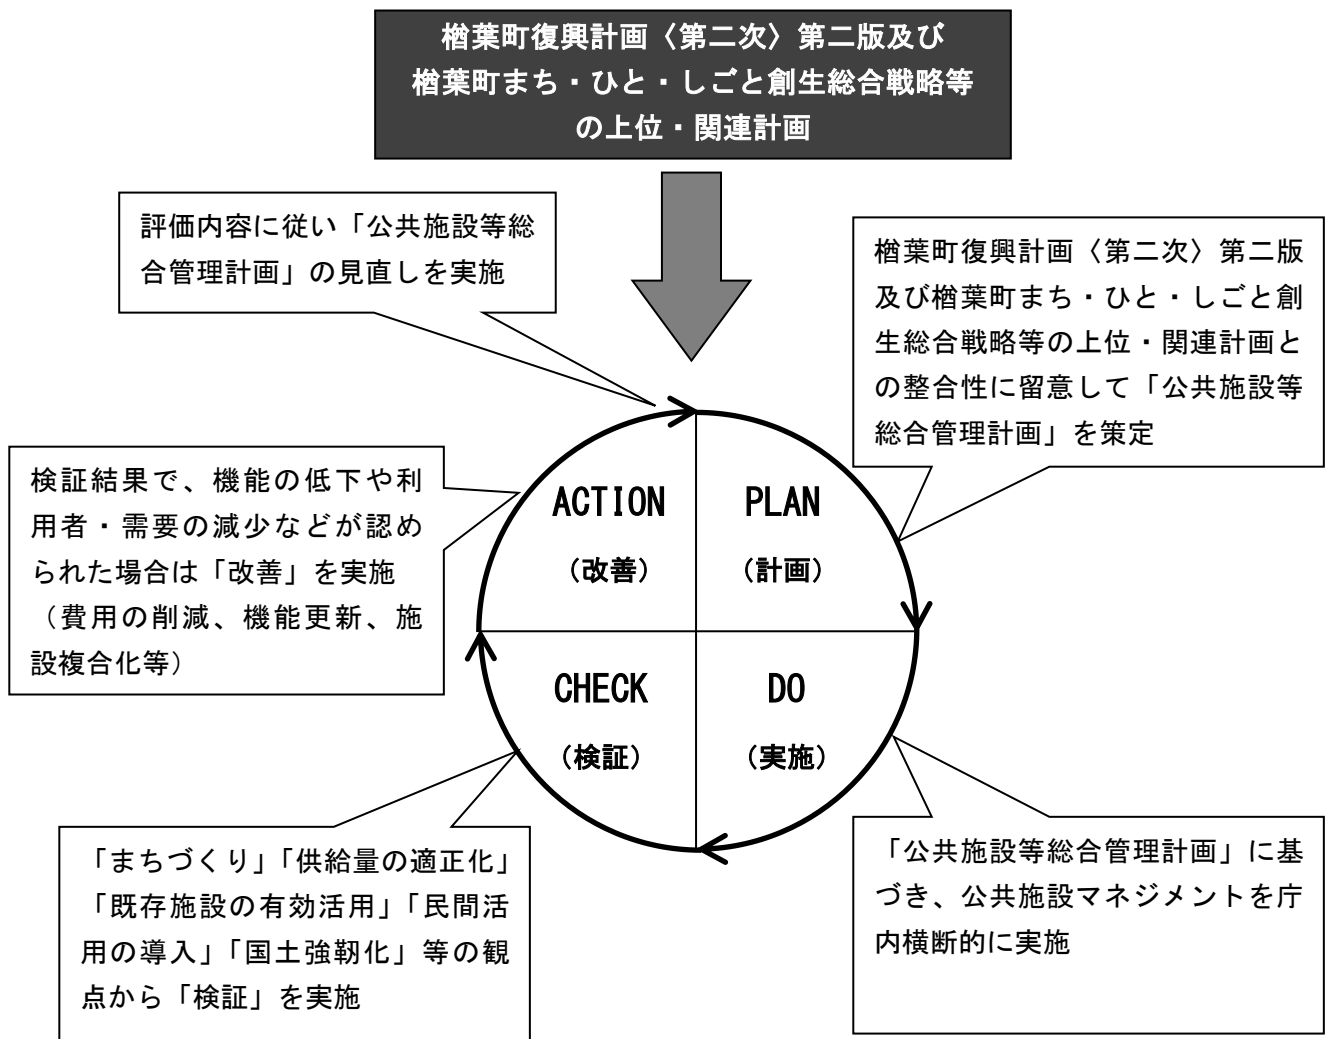 楢葉町復興計画〈第二次〉第二版及び
楢葉町まち・ひと・しごと創生総合戦略等
の上位・関連計画
評価内容に従い「公共施設等総
合管理計画」の見直しを実施
楢葉町復興計画〈第二次〉第二版
及び楢葉町まち・ひと・しごと創
生総合戦略等の上位・関連計画と
の整合性に留意して「公共施設等
総合管理計画」を策定
検証結果で、機能の低下や利
用者・需要の減少などが認め
られた場合は「改善」を実施
（費用の削減、機能更新、施
設複合化等）
ACTION
（改善）
PLAN
（計画）
CHECK
（検証）
DO
（実施）
「まちづくり」「供給量の適正化」
「既存施設の有効活用」「民間活
用の導入」「国土強靭化」等の観
点から「検証」を実施
「公共施設等総合管理計画」に基
づき、公共施設マネジメントを庁
内横断的に実施